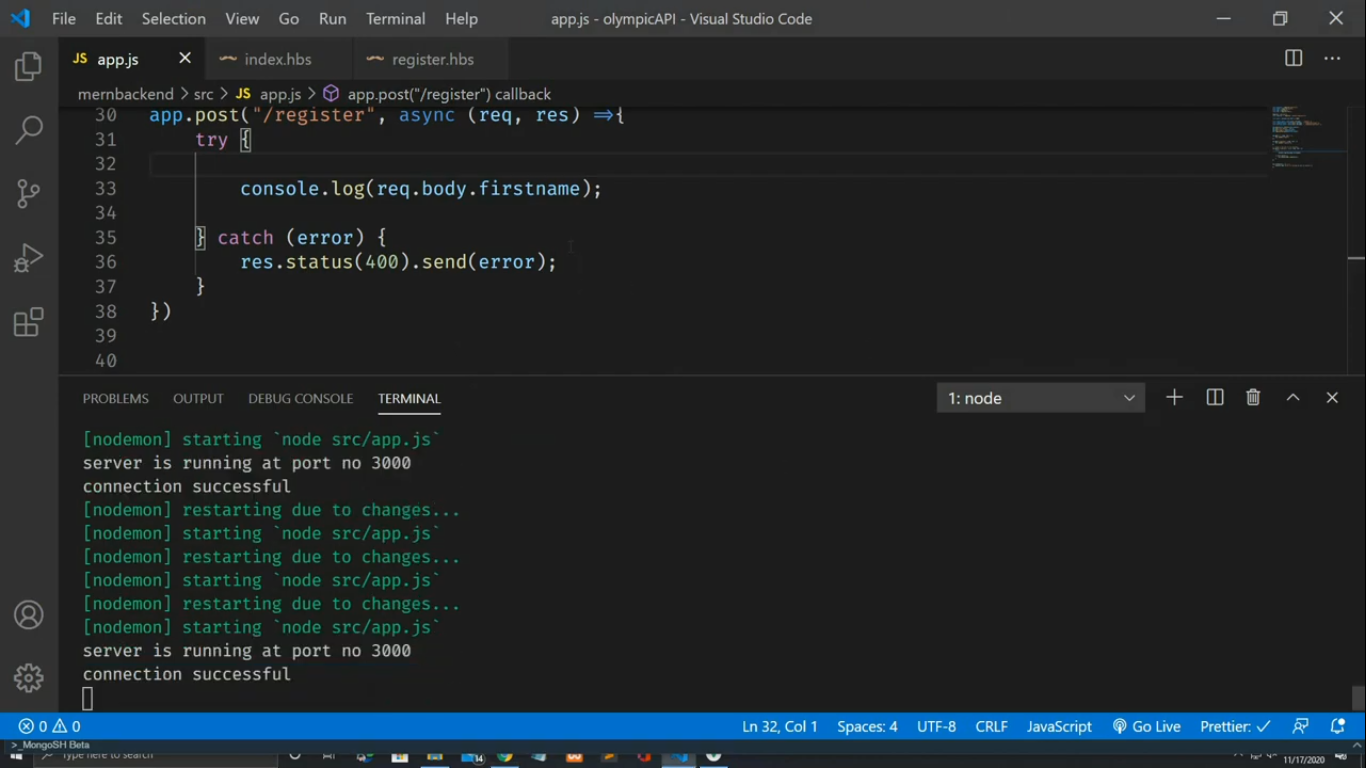 File Edit Selection View Go Run Terminal Help app.js - olympicAPI - Visual Studio Code
JS app.js index.hbs register.hbs
mernbackend > src > JS app.js > app.post("/register") callback
30 app.post("/register", async (req, res) =>{
31 try {
32
33 console.log(req.body.firstname);
34
35 } catch (error) {
36 res.status(400).send(error);
37 }
38 })
39
40
PROBLEMS OUTPUT DEBUG CONSOLE TERMINAL 1: node
[nodemon] starting `node src/app.js`
server is running at port no 3000
connection successful
[nodemon] restarting due to changes...
[nodemon] starting `node src/app.js`
[nodemon] restarting due to changes...
[nodemon] starting `node src/app.js`
[nodemon] restarting due to changes...
[nodemon] starting `node src/app.js`
server is running at port no 3000
connection successful
0 0 Ln 32, Col 1 Spaces: 4 UTF-8 CRLF JavaScript Go Live Prettier: ✓
>_MongoSH Beta
Type here to search 14 11/17/2020